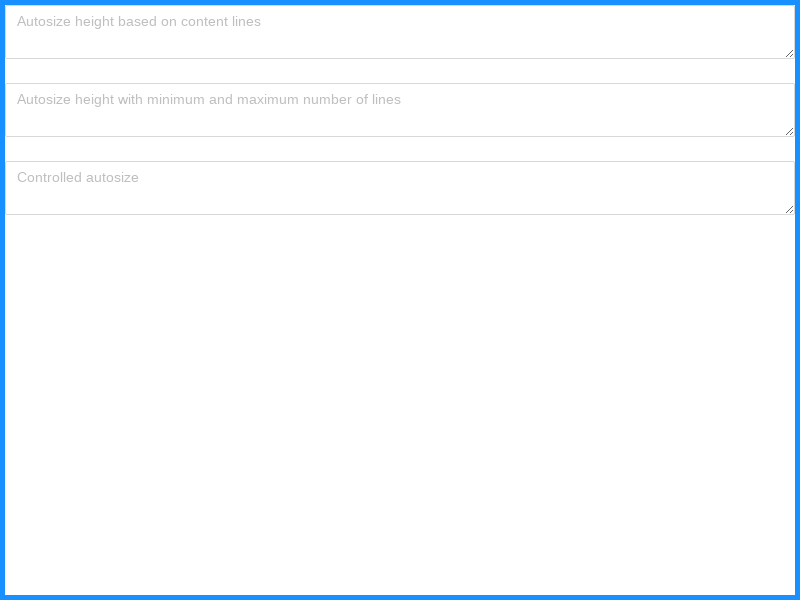 Autosize height based on content lines
Autosize height with minimum and maximum number of lines
Controlled autosize